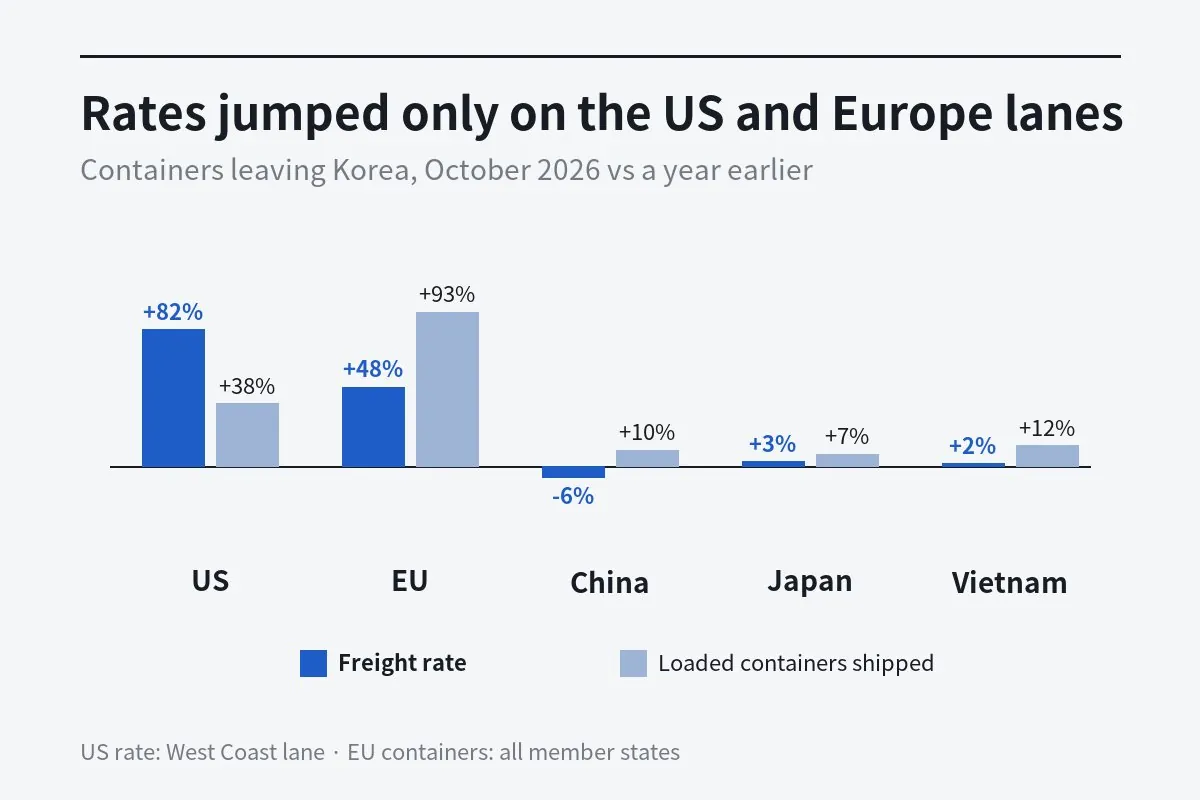 Rates jumped only on the US and Europe lanes
Containers leaving Korea, October 2026 vs a year earlier
+82%
+38%
+48%
+93%
-6%
+10%
+3%
+7%
+2%
+12%
US
EU
China
Japan
Vietnam
Freight rate
Loaded containers shipped
US rate: West Coast lane · EU containers: all member states